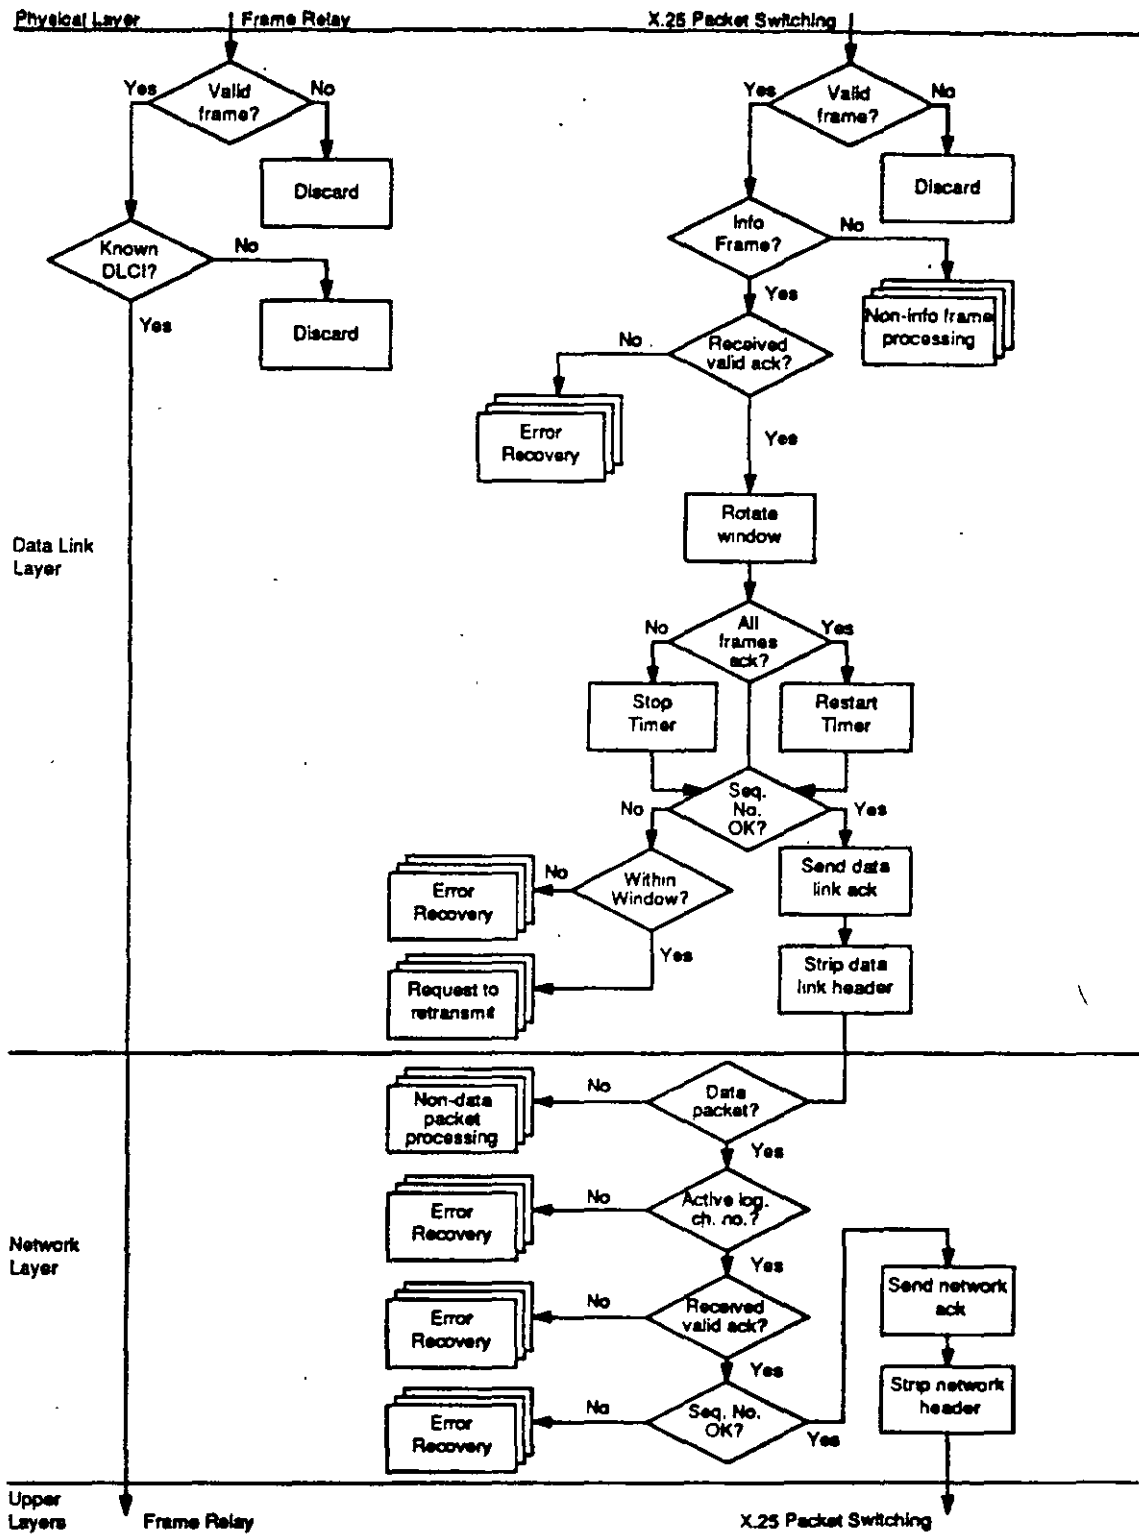 Physical Layer
Frame Relay
X.25 Packet Switching
Yes
Valid
frame?
No
Yes
Valid
frame?
No
Discard
Discard
Known
DLCI?
No
Info
Frame?
No
Yes
Discard
Yes
Non-info frame
processing
No
Received
valid ack?
Error
Recovery
Yes
Rotate
window
Data Link
Layer
No
All
frames
ack?
Yes
Stop
Timer
Restart
Timer
No
Seq.
No.
OK?
Yes
Error
Recovery
No
Within
Window?
Send data
link ack
Yes
Request to
retransmit
Strip data
link header
Non-data
packet
processing
No
Data
packet?
Yes
Error
Recovery
No
Active log.
ch. no.?
Network
Layer
Yes
Send network
ack
Error
Recovery
No
Received
valid ack?
Yes
Strip network
header
Error
Recovery
No
Seq. No.
OK?
Yes
Upper
Layers
Frame Relay
X.25 Packet Switching